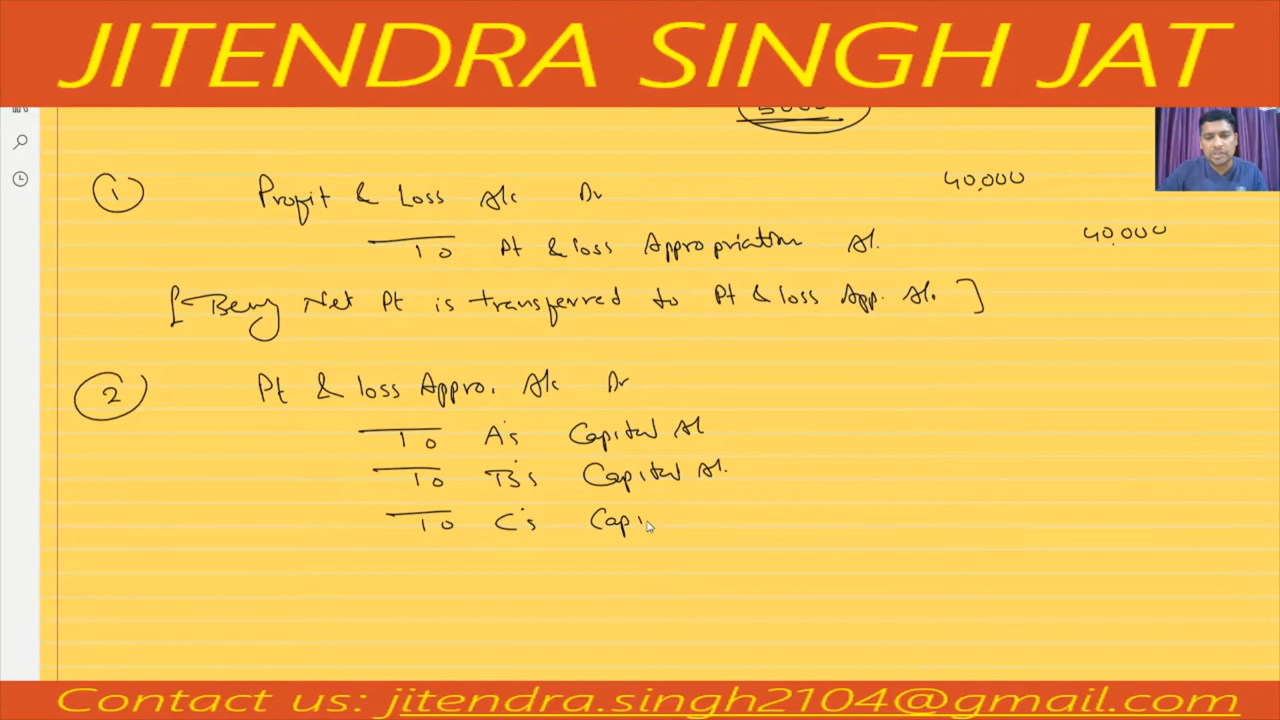 JITENDRA SINGH JAT
5000
① Profit & Loss A/c Dr 40,000
To Pt & loss Appropriation A/. 40,000
[Being Net Pt is transferred to Pt & loss App. A/c. ]
② Pt & loss Appro. A/c Dr
To A's Capital A/
To B's Capital A/.
To C's Capi
Contact us: jitendra.singh2104@gmail.com